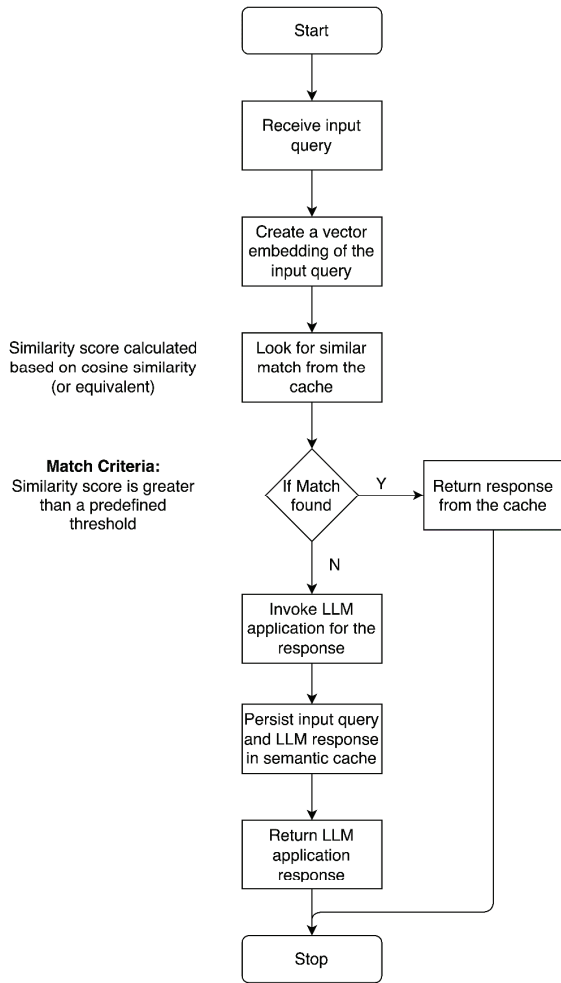 Start
Receive input
query
Create a vector
embedding of the
input query
Similarity score calculated
based on cosine similarity
(or equivalent)
Look for similar
match from the
cache
Match Criteria:
Similarity score is greater
than a predefined
threshold
If Match
found
Y
Return response
from the cache
N
Invoke LLM
application for the
response
Persist input query
and LLM response
in semantic cache
Return LLM
application
response
Stop